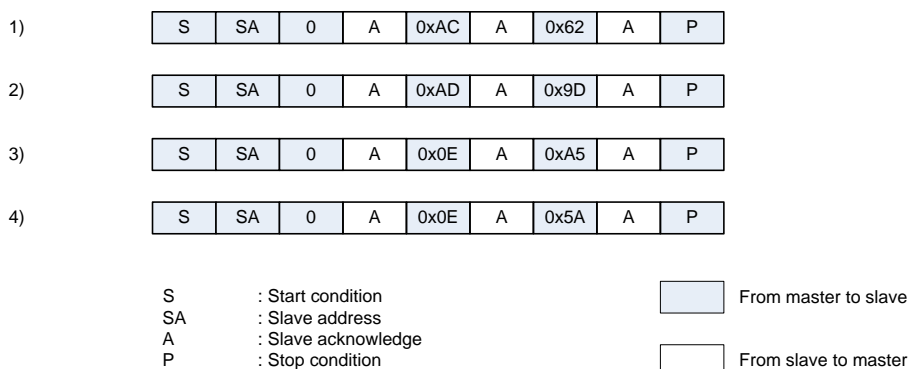 1) S SA 0 A 0xAC A 0x62 A P
2) S SA 0 A 0xAD A 0x9D A P
3) S SA 0 A 0x0E A 0xA5 A P
4) S SA 0 A 0x0E A 0x5A A P
S : Start condition
SA : Slave address
A : Slave acknowledge
P : Stop condition
From master to slave
From slave to master